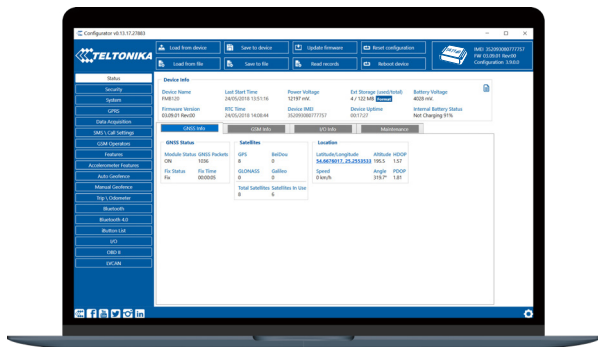 Configurator v0.13.17.27883
TELTONIKA
Load from device
Save to device
Update firmware
Reset configuration
Load from file
Save to file
Read records
Reboot device
IMEI 352093080777757
FW 03.09.01 Rev:00
Configuration 3.9.0.0
Status
Security
System
GPRS
Data Acquisition
SMS \ Call Settings
GSM Operators
Features
Accelerometer Features
Auto Geofence
Manual Geofence
Trip \ Odometer
Bluetooth
Bluetooth 4.0
iButton List
I/O
OBD II
LVCAN
Device Info
Device Name
FMB120
Last Start Time
24/05/2018 13:51:16
Power Voltage
12197 mV.
Ext Storage (used/total)
4 / 122 MB Format
Battery Voltage
4028 mV.
Firmware Version
03.09.01 Rev:00
RTC Time
24/05/2018 14:08:44
Device IMEI
352093080777757
Device Uptime
00:17:27
Internal Battery Status
Not Charging 91%
GNSS Info
GSM Info
I/O Info
Maintenance
GNSS Status
Module Status GNSS Packets
ON 1036
Fix Status Fix Time
Fix 00:00:05
Satellites
GPS BeiDou
8 0
GLONASS Galileo
0 0
Total Satellites Satellites In Use
8 6
Location
Latitude/Longitude Altitude HDOP
54.6676017, 25.2553533 195.5 1.57
Speed Angle PDOP
0 km/h 319.7° 1.81